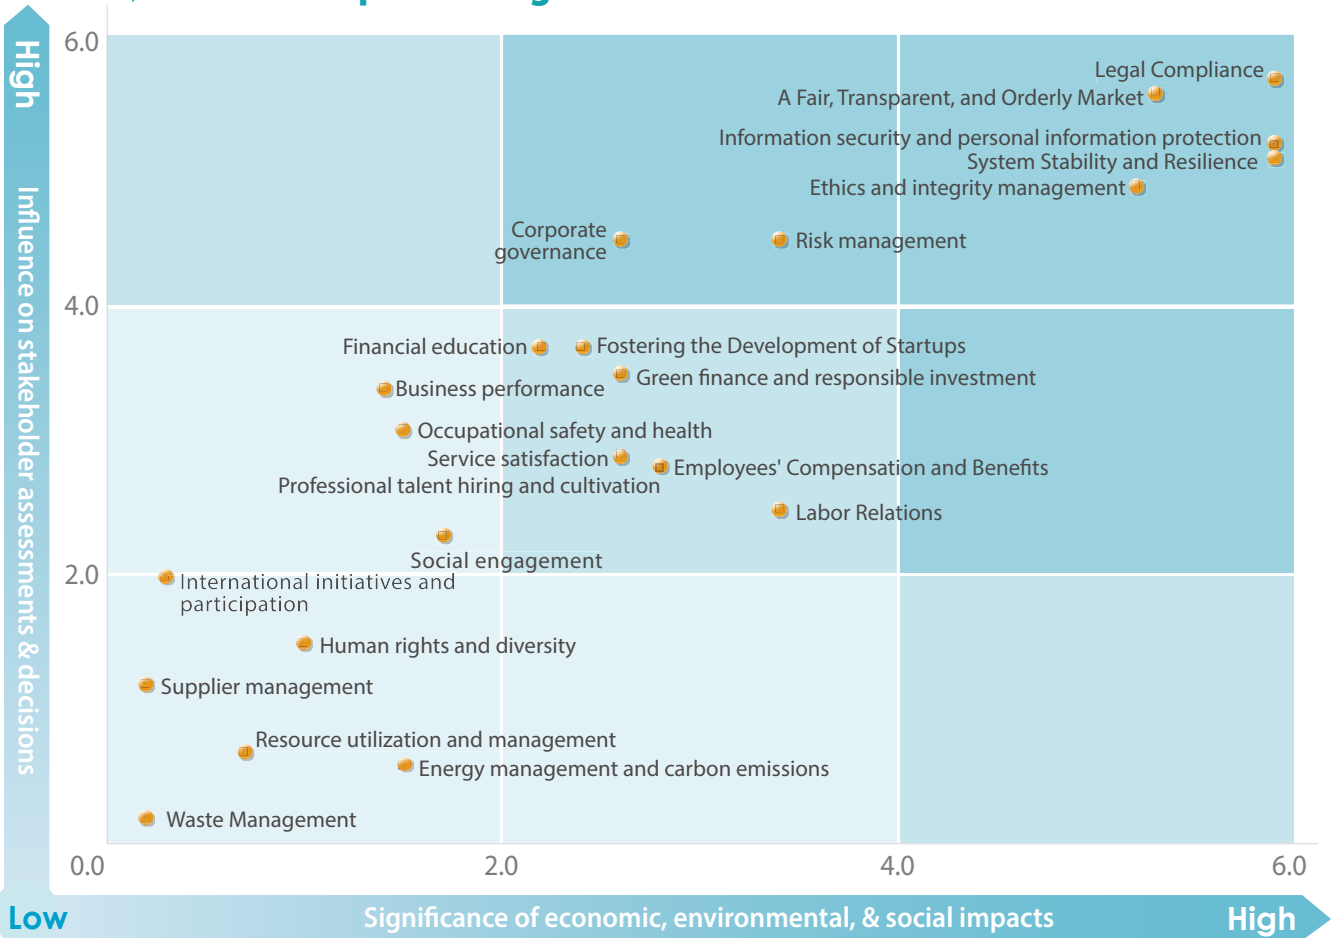 6.0
High
Legal Compliance
A Fair, Transparent, and Orderly Market
Information security and personal information protection
System Stability and Resilience
Ethics and integrity management
Corporate
governance
Risk management
4.0
Influence on stakeholder assessments & decisions
Financial education
Fostering the Development of Startups
Green finance and responsible investment
Business performance
Occupational safety and health
Service satisfaction
Employees' Compensation and Benefits
Professional talent hiring and cultivation
Labor Relations
Social engagement
2.0
International initiatives and
participation
Human rights and diversity
Supplier management
Resource utilization and management
Energy management and carbon emissions
Waste Management
0.0
2.0
4.0
6.0
Low
Significance of economic, environmental, & social impacts
High